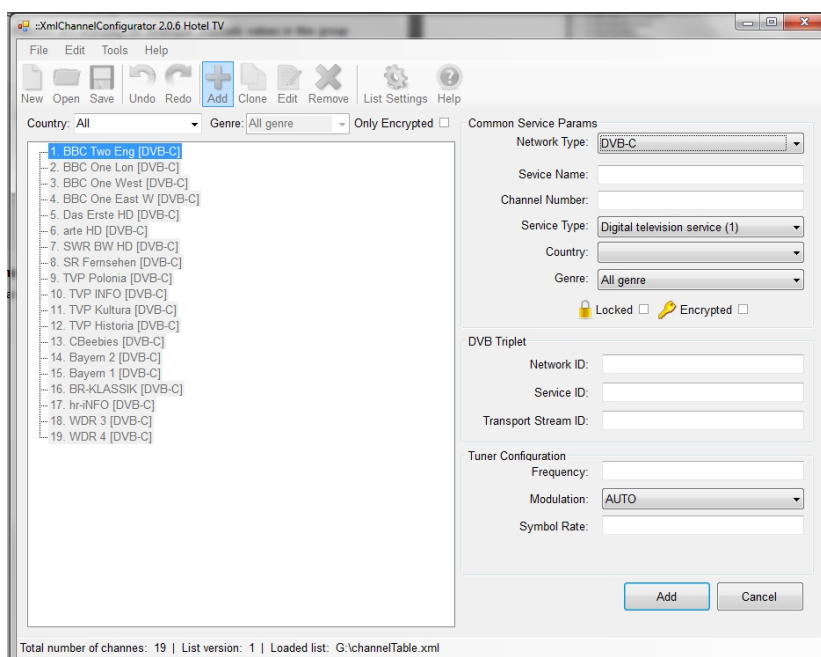 ::XmlChannelConfigurator 2.0.6 Hotel TV
File Edit Tools Help
New Open Save Undo Redo Add Clone Edit Remove List Settings Help
Country: All Genre: All genre Only Encrypted
1. BBC Two Eng [DVB-C]
2. BBC One Lon [DVB-C]
3. BBC One West [DVB-C]
4. BBC One East W [DVB-C]
5. Das Erste HD [DVB-C]
6. arte HD [DVB-C]
7. SWR BW HD [DVB-C]
8. SR Fernsehen [DVB-C]
9. TVP Polonia [DVB-C]
10. TVP INFO [DVB-C]
11. TVP Kultura [DVB-C]
12. TVP Historia [DVB-C]
13. CBeebies [DVB-C]
14. Bayern 2 [DVB-C]
15. Bayern 1 [DVB-C]
16. BR-KLASSIK [DVB-C]
17. hr-iNFO [DVB-C]
18. WDR 3 [DVB-C]
19. WDR 4 [DVB-C]
Common Service Params
Network Type: DVB-C
Sevice Name:
Channel Number:
Service Type: Digital television service (1)
Country:
Genre: All genre
Locked Encrypted
DVB Triplet
Network ID:
Service ID:
Transport Stream ID:
Tuner Configuration
Frequency:
Modulation: AUTO
Symbol Rate:
Add Cancel
Total number of channes: 19 | List version: 1 | Loaded list: G:\channelTable.xml